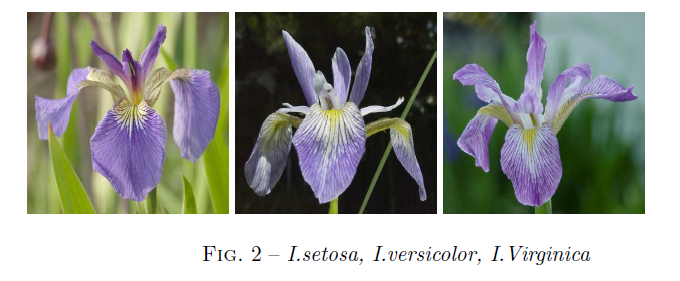 FIG. 2 – I.setosa, I.versicolor, I.Virginica